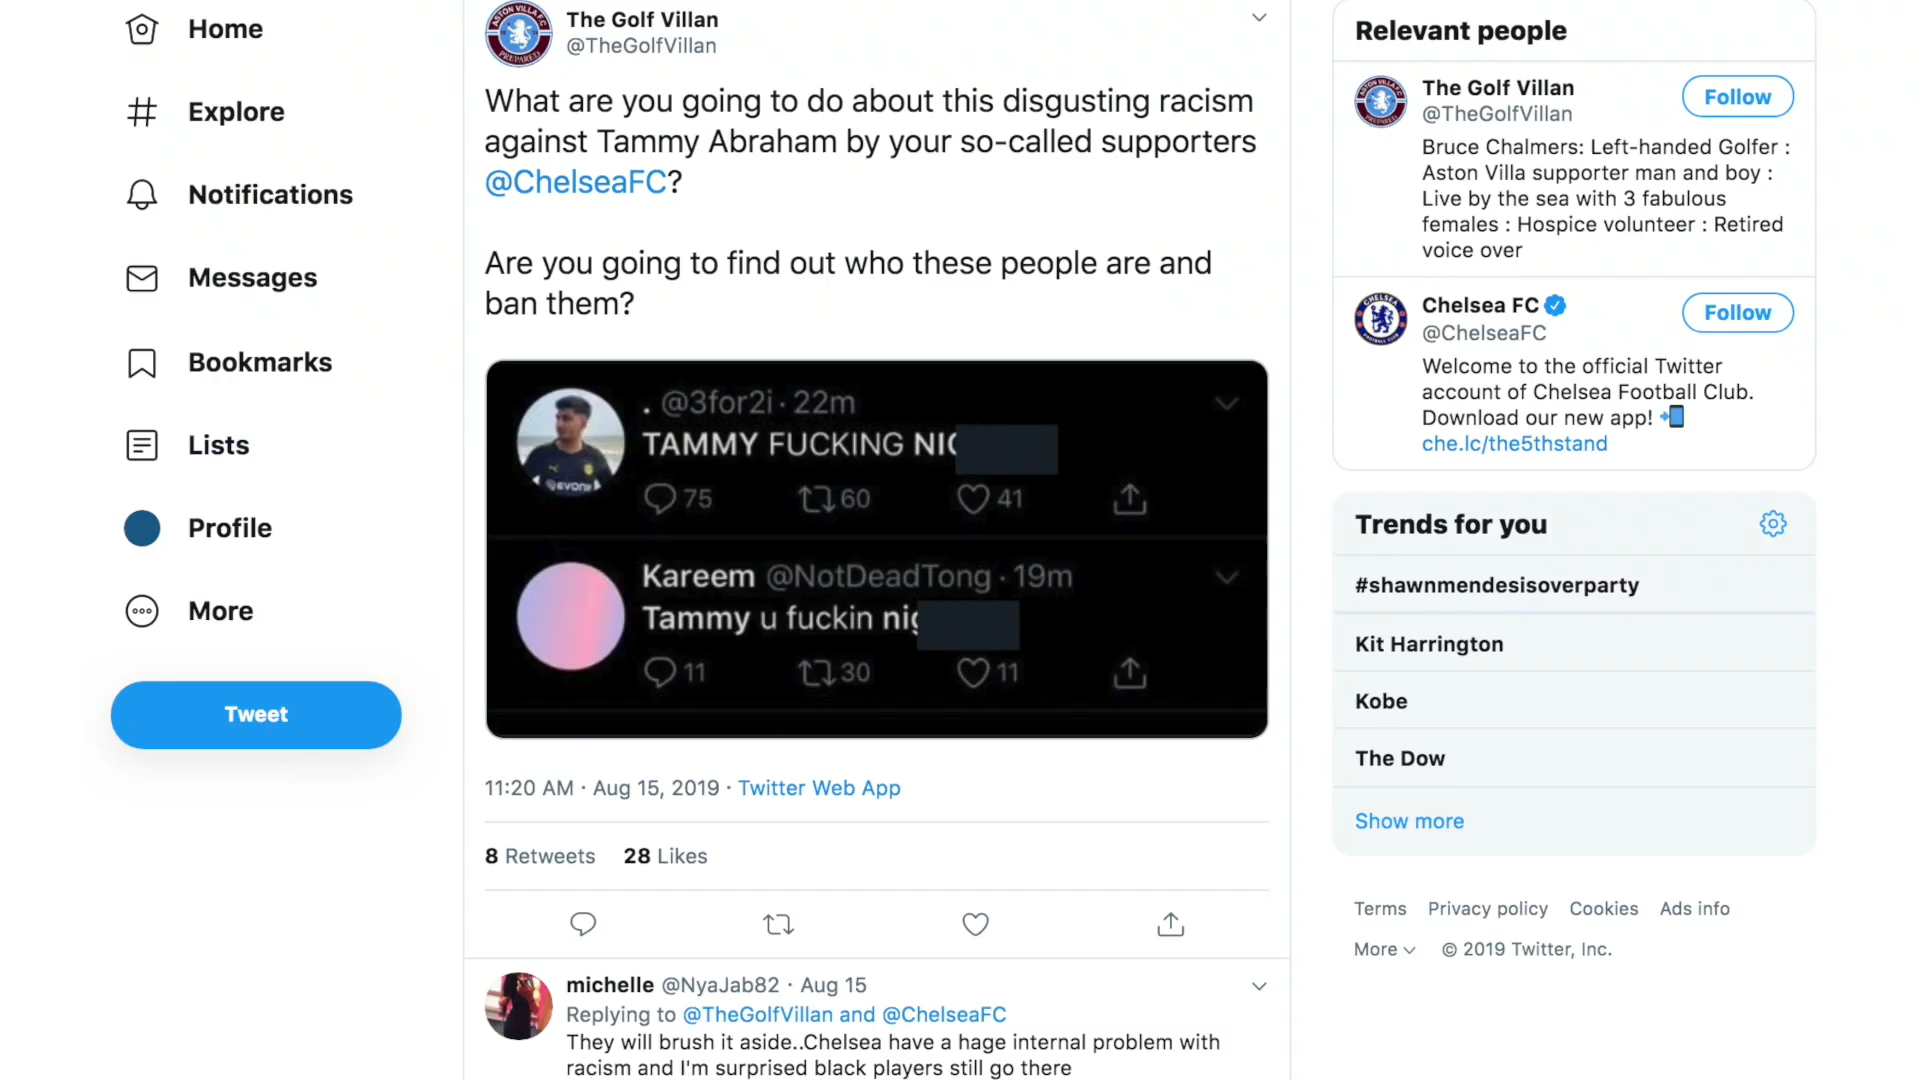 Home
Explore
Notifications
Messages
Bookmarks
Lists
Profile
More
Tweet
The Golf Villan
@TheGolfVillan
What are you going to do about this disgusting racism
against Tammy Abraham by your so-called supporters
@ChelseaFC?
Are you going to find out who these people are and
ban them?
. @3for2i · 22m
TAMMY FUCKING NIG
75 60 41
Kareem @NotDeadTong · 19m
Tammy u fuckin nig
11 30 11
11:20 AM · Aug 15, 2019 · Twitter Web App
8 Retweets 28 Likes
michelle @NyaJab82 · Aug 15
Replying to @TheGolfVillan and @ChelseaFC
They will brush it aside..Chelsea have a hage internal problem with
racism and I'm surprised black players still go there
Relevant people
The Golf Villan
@TheGolfVillan
Follow
Bruce Chalmers: Left-handed Golfer :
Aston Villa supporter man and boy :
Live by the sea with 3 fabulous
females : Hospice volunteer : Retired
voice over
Chelsea FC
@ChelseaFC
Follow
Welcome to the official Twitter
account of Chelsea Football Club.
Download our new app!
che.lc/the5thstand
Trends for you
#shawnmendesisoverparty
Kit Harrington
Kobe
The Dow
Show more
Terms Privacy policy Cookies Ads info
More © 2019 Twitter, Inc.